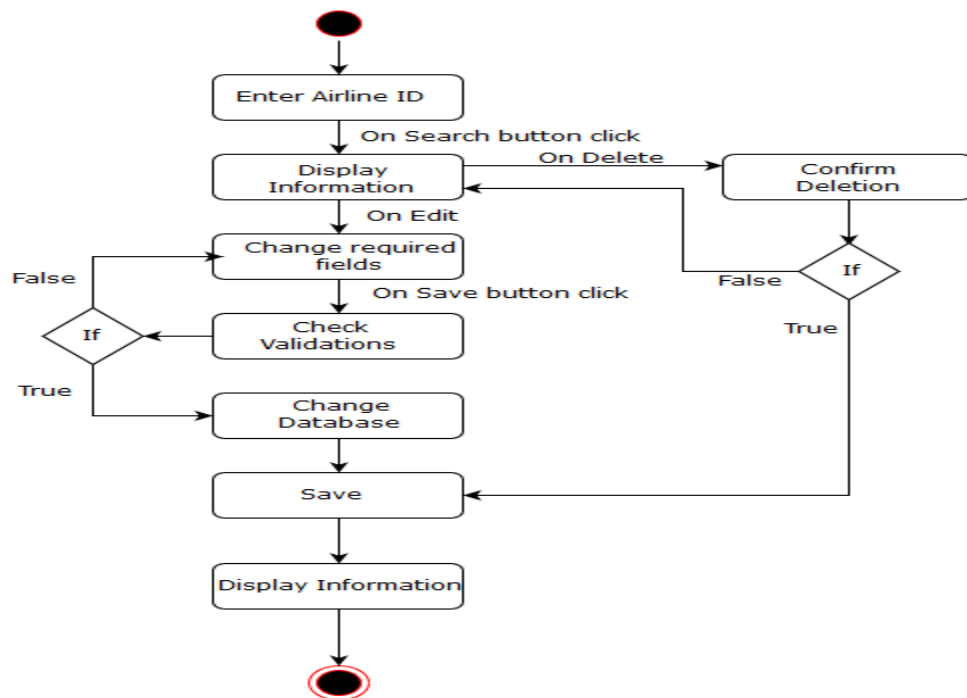 Enter Airline ID
On Search button click
Display
Information
On Delete
Confirm
Deletion
On Edit
Change required
fields
False
If
False
On Save button click
If
Check
Validations
True
True
Change
Database
Save
Display Information